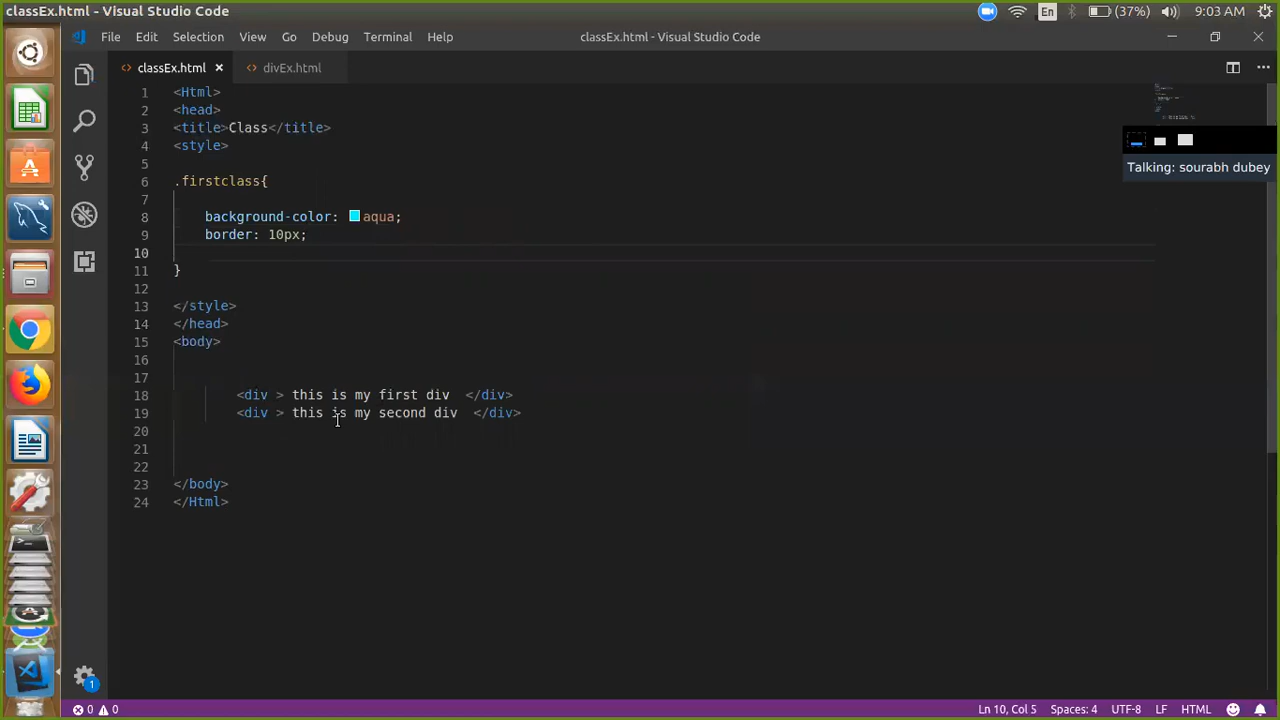 classEx.html - Visual Studio Code
En
(37%)
9:03 AM
File Edit Selection View Go Debug Terminal Help
classEx.html - Visual Studio Code
classEx.html
divEx.html
1 <Html>
2 <head>
3 <title>Class</title>
4 <style>
5
6 .firstclass{
7
8 background-color: aqua;
9 border: 10px;
10
11 }
12
13 </style>
14 </head>
15 <body>
16
17
18 <div > this is my first div </div>
19 <div > this is my second div </div>
20
21
22
23 </body>
24 </Html>
Talking: sourabh dubey
1
0 0
Ln 10, Col 5
Spaces: 4
UTF-8
LF
HTML